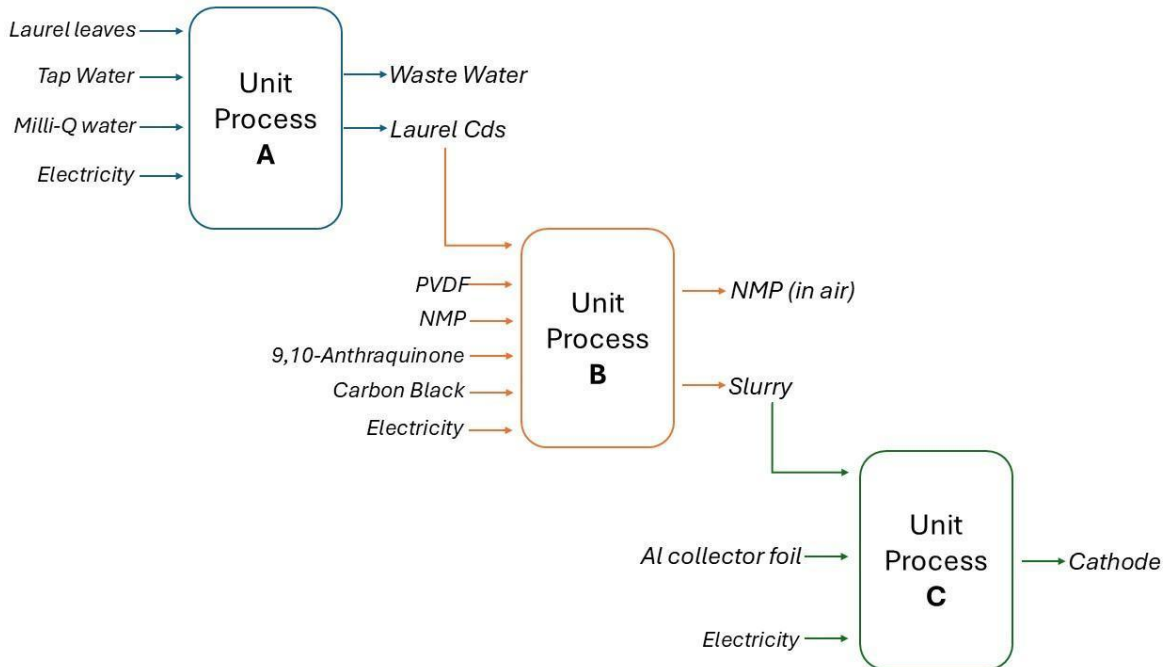 Laurel leaves
Tap Water
Milli-Q water
Electricity
Unit
Process
A
Waste Water
Laurel Cds
PVDF
NMP
9,10-Anthraquinone
Carbon Black
Electricity
Unit
Process
B
NMP (in air)
Slurry
Al collector foil
Electricity
Unit
Process
C
Cathode